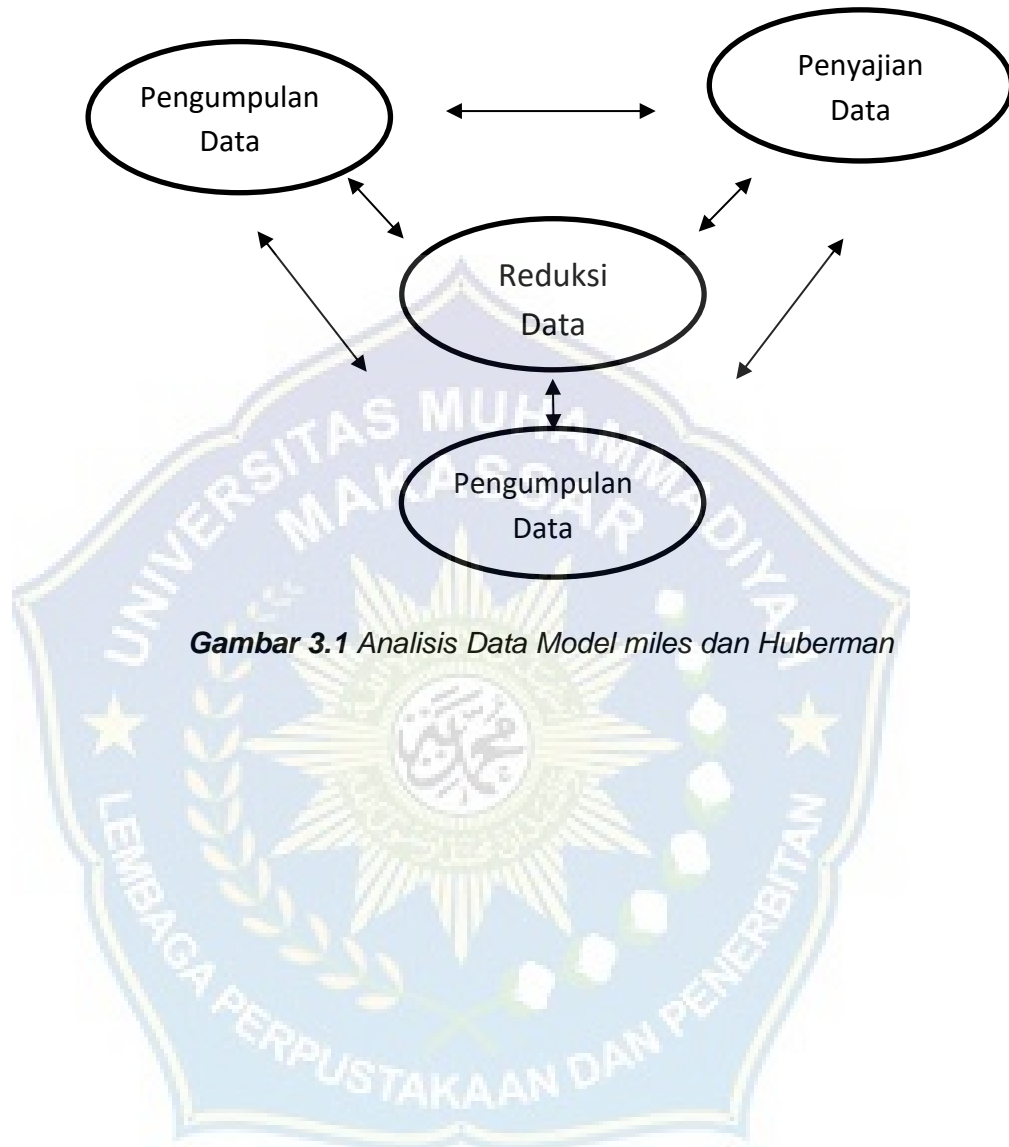 Pengumpulan
Data
Penyajian
Data
Reduksi
Data
Pengumpulan
Data
UNIVERSITAS MUHAMMADIYAH
MAKASSAR
Gambar 3.1 Analisis Data Model miles dan Huberman
LEMBAGA PERPUSTAKAAN DAN PENERBITAN